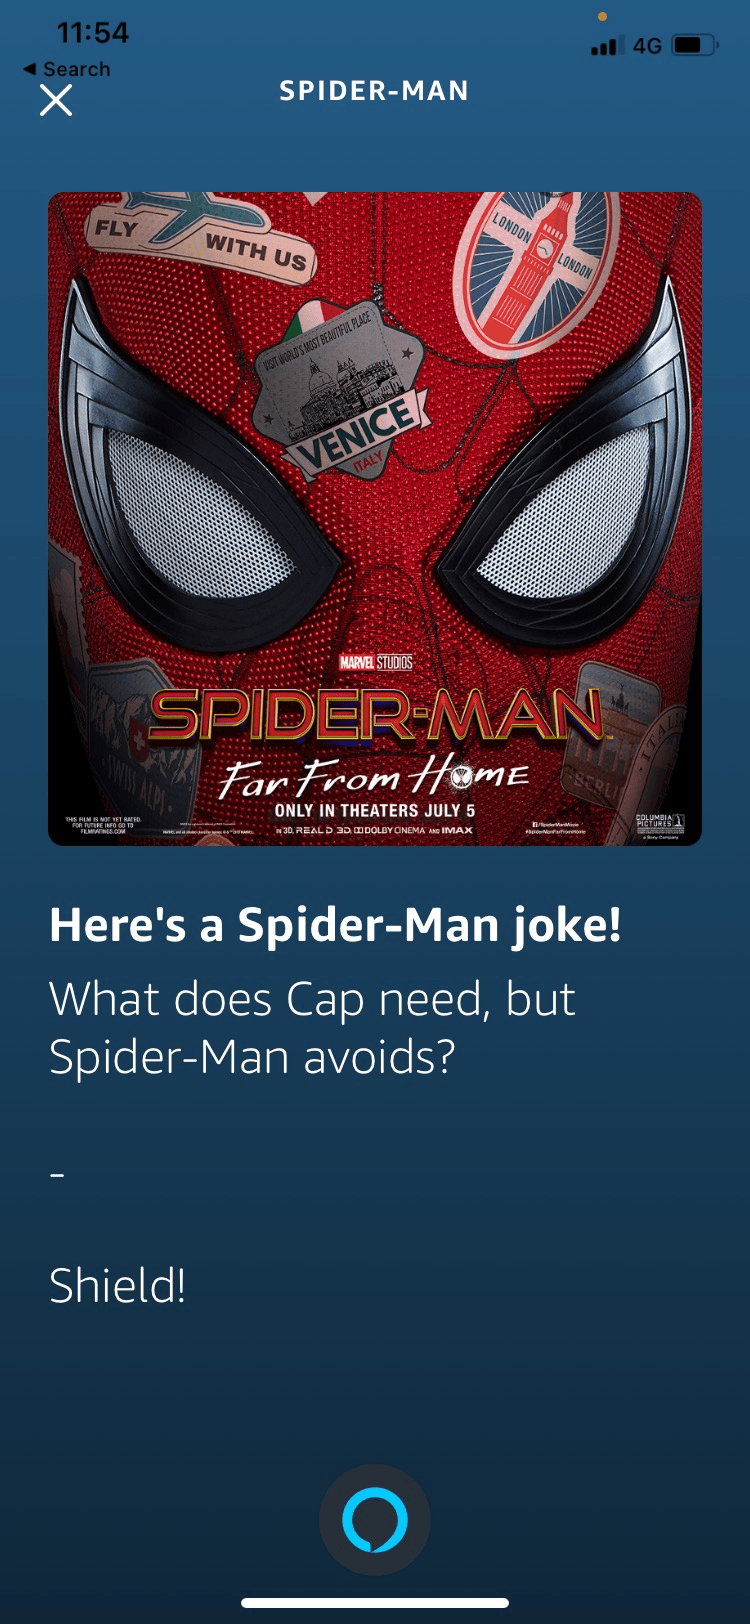 11:54
4G
◀ Search
SPIDER-MAN
FLY
WITH US
LONDON
LONDON
VISIT WORLD'S MOST BEAUTIFUL PLACE
VENICE
ITALY
MARVEL STUDIOS
SPIDER-MAN
Far From Home
SWISS ALPS
ITALI
ONLY IN THEATERS JULY 5
IN 3D, REALD 3D, DOLBY CINEMA AND IMAX
THIS FILM IS NOT YET RATED
FOR FUTURE INFO GO TO
FILMRATINGS.COM
COLUMBIA
PICTURES
Here's a Spider-Man joke!
What does Cap need, but
Spider-Man avoids?
-
Shield!